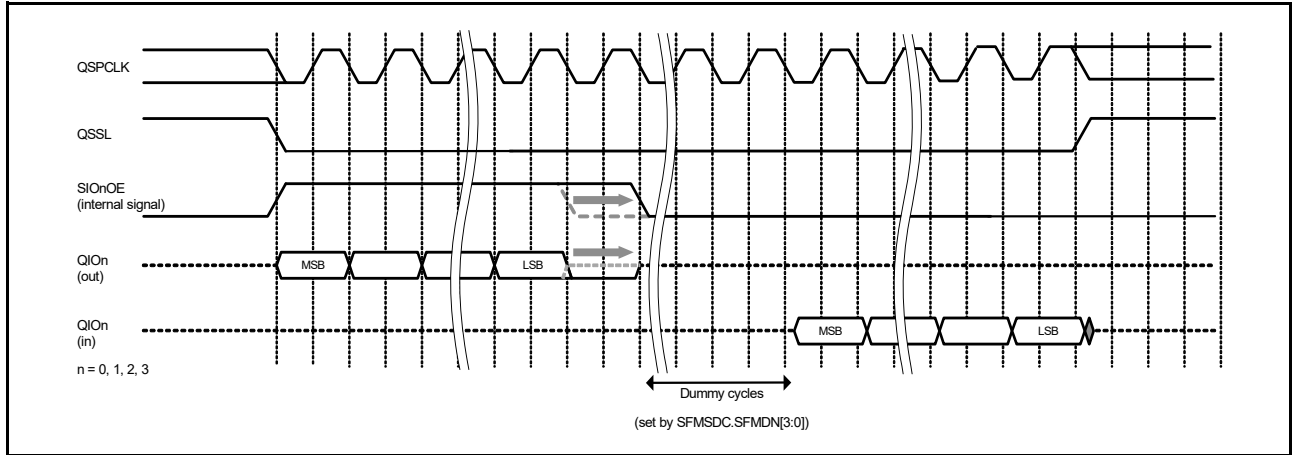 QSPCLK
QSSL
SIOnOE
(internal signal)
QIOn
(out)
MSB
LSB
QIOn
(in)
MSB
LSB
n = 0, 1, 2, 3
Dummy cycles
(set by SFMSDC.SFMDN[3:0])